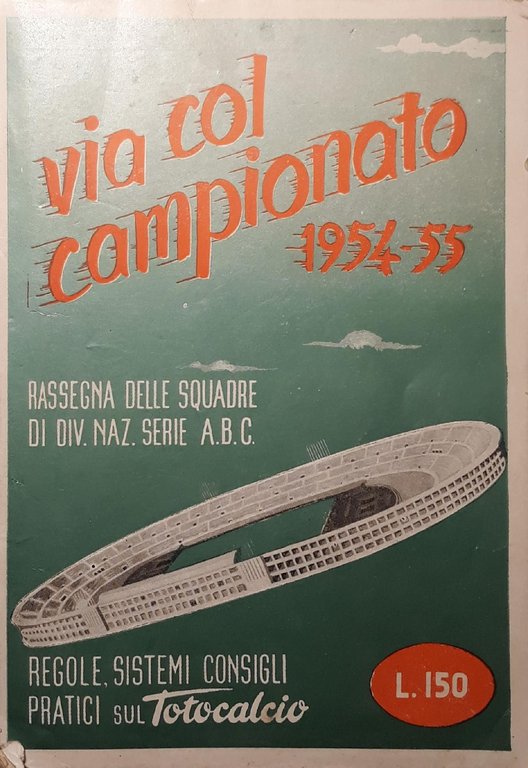 via col
campionato
1954-55
RASSEGNA DELLE SQUADRE
DI DIV. NAZ. SERIE A.B.C.
REGOLE, SISTEMI CONSIGLI
PRATICI SUL Totocalcio
L. 150